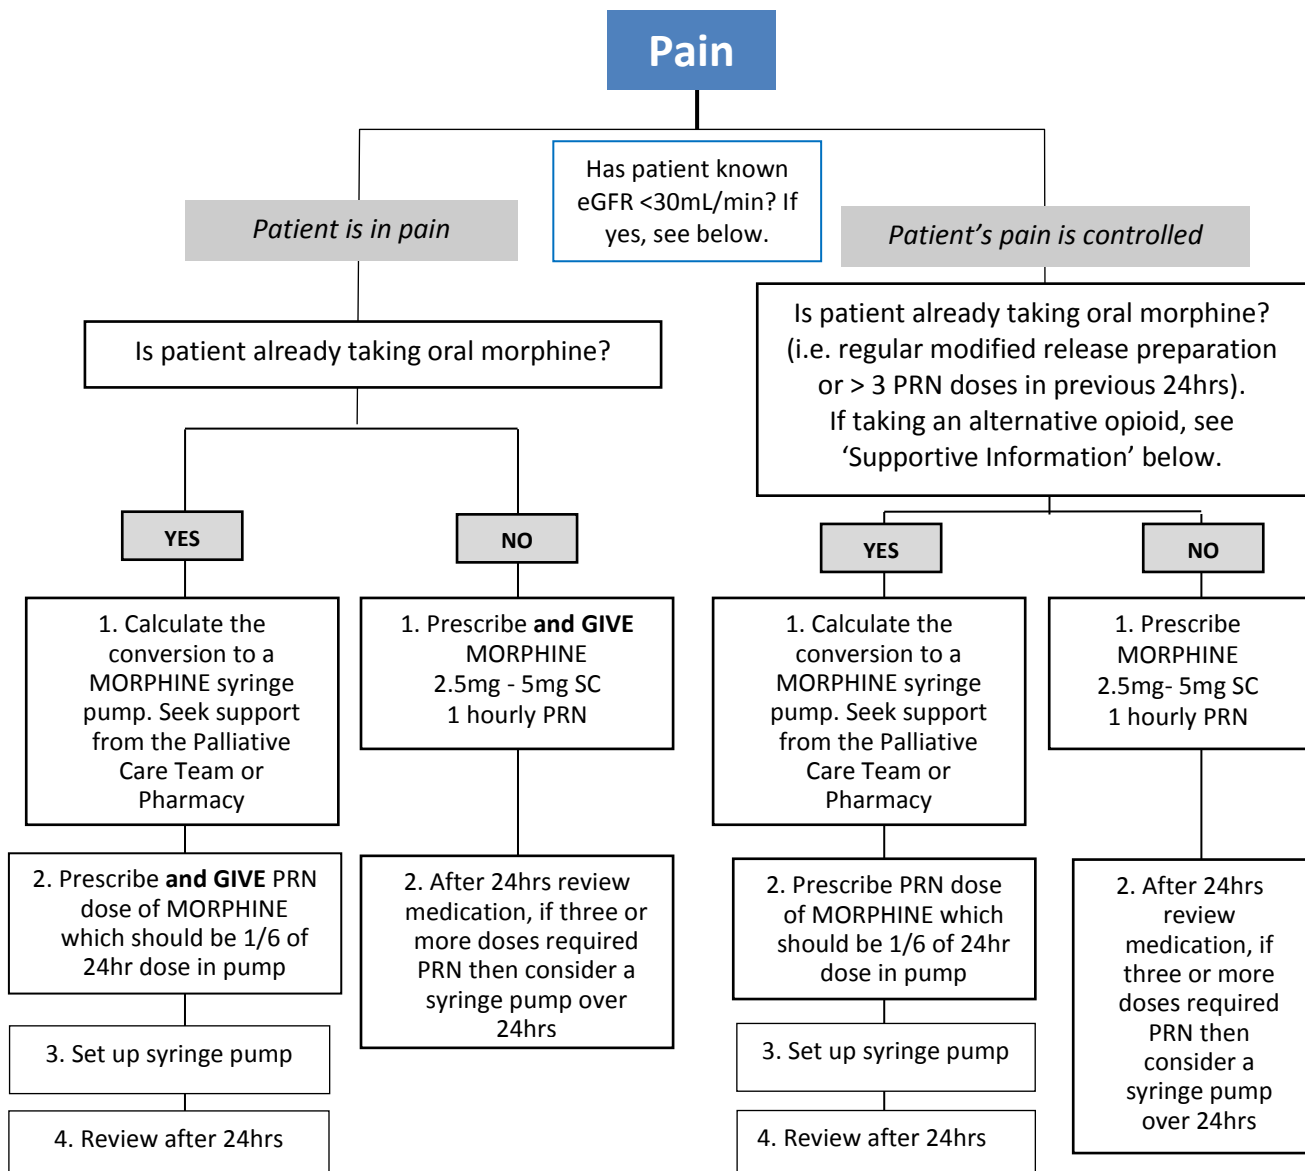 Pain
Has patient known
eGFR <30mL/min? If
yes, see below.
Patient is in pain
Patient’s pain is controlled
Is patient already taking oral morphine?
Is patient already taking oral morphine?
(i.e. regular modified release preparation
or > 3 PRN doses in previous 24hrs).
If taking an alternative opioid, see
‘Supportive Information’ below.
YES
NO
YES
NO
1. Calculate the
conversion to a
MORPHINE syringe
pump. Seek support
from the Palliative
Care Team or
Pharmacy
1. Prescribe and GIVE
MORPHINE
2.5mg - 5mg SC
1 hourly PRN
1. Calculate the
conversion to a
MORPHINE syringe
pump. Seek support
from the Palliative
Care Team or
Pharmacy
1. Prescribe
MORPHINE
2.5mg- 5mg SC
1 hourly PRN
2. Prescribe and GIVE PRN
dose of MORPHINE
which should be 1/6 of
24hr dose in pump
2. After 24hrs review
medication, if three or
more doses required
PRN then consider a
syringe pump over
24hrs
2. Prescribe PRN dose
of MORPHINE which
should be 1/6 of 24hr
dose in pump
2. After 24hrs
review
medication, if
three or more
doses required
PRN then
consider a
syringe pump
over 24hrs
3. Set up syringe pump
3. Set up syringe pump
4. Review after 24hrs
4. Review after 24hrs